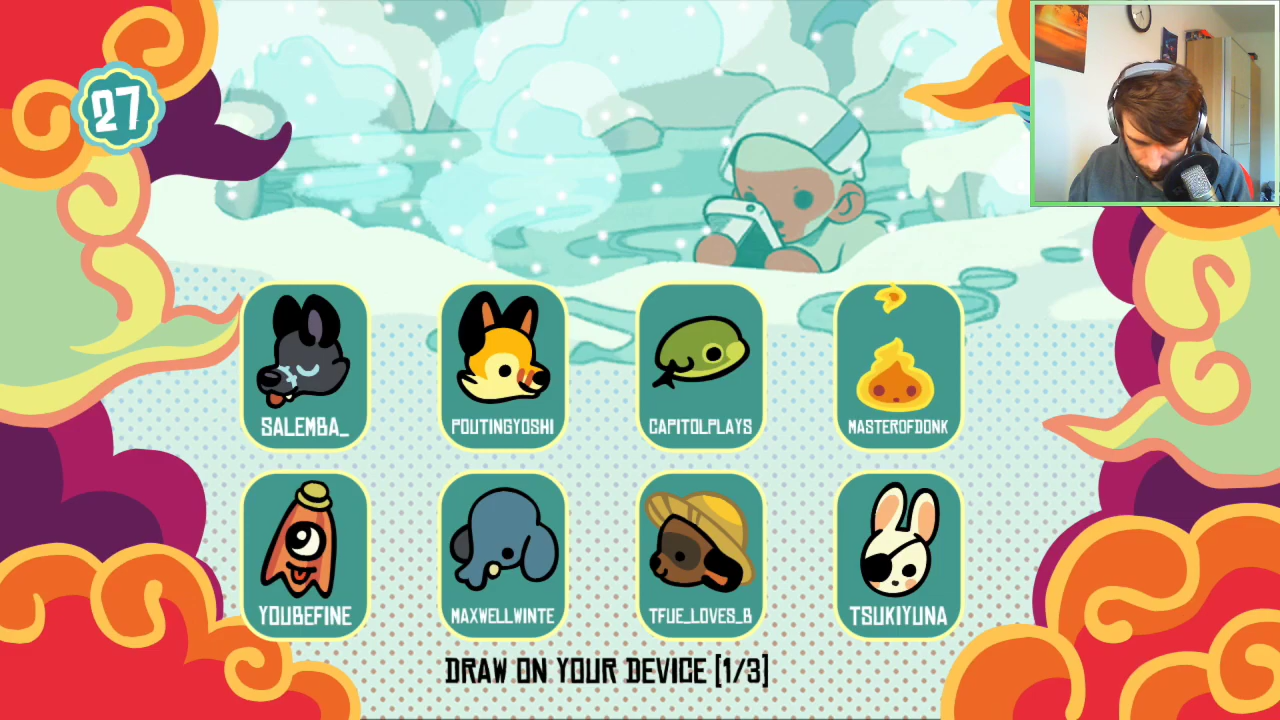 27
SALEMBA_
POUTINGYOSHI
CAPITOLPLAYS
MASTEROFDONK
YOUBEFINE
MAXWELLWINTE
TFUE_LOVES_B
TSUKIYUNA
DRAW ON YOUR DEVICE [1/3]